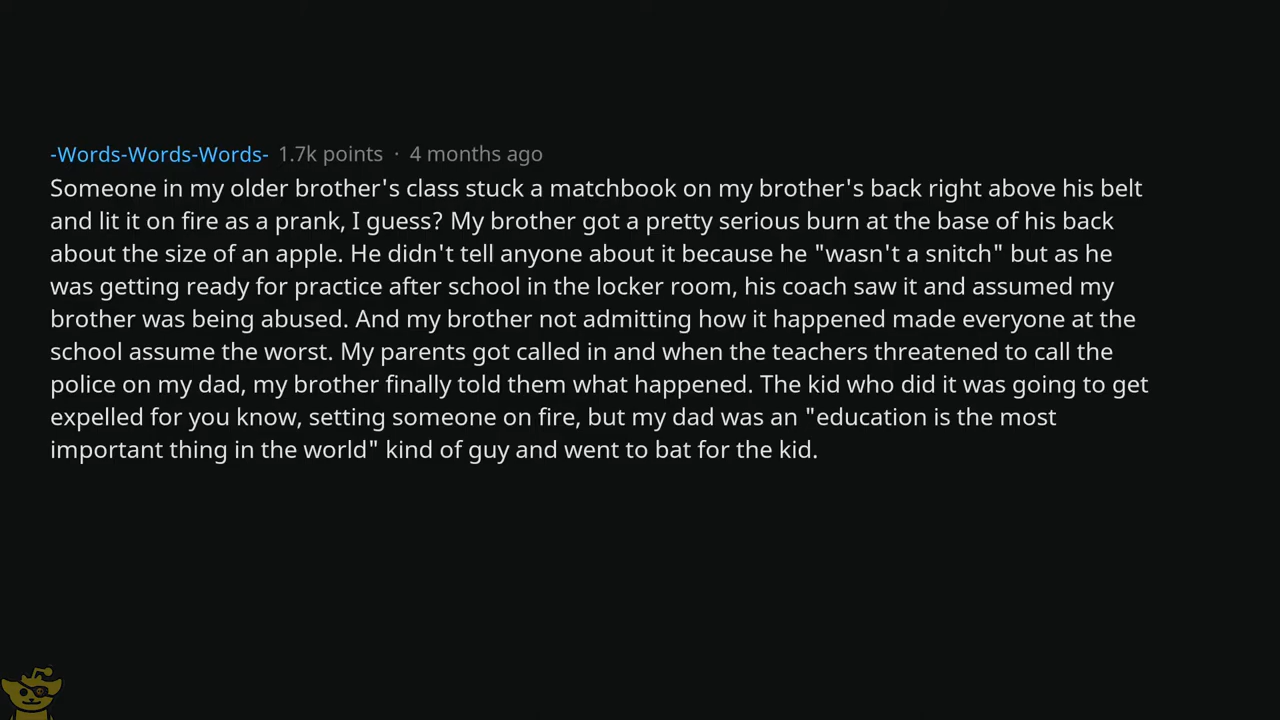 -Words-Words-Words- 1.7k points · 4 months ago
Someone in my older brother's class stuck a matchbook on my brother's back right above his belt
and lit it on fire as a prank, I guess? My brother got a pretty serious burn at the base of his back
about the size of an apple. He didn't tell anyone about it because he "wasn't a snitch" but as he
was getting ready for practice after school in the locker room, his coach saw it and assumed my
brother was being abused. And my brother not admitting how it happened made everyone at the
school assume the worst. My parents got called in and when the teachers threatened to call the
police on my dad, my brother finally told them what happened. The kid who did it was going to get
expelled for you know, setting someone on fire, but my dad was an "education is the most
important thing in the world" kind of guy and went to bat for the kid.